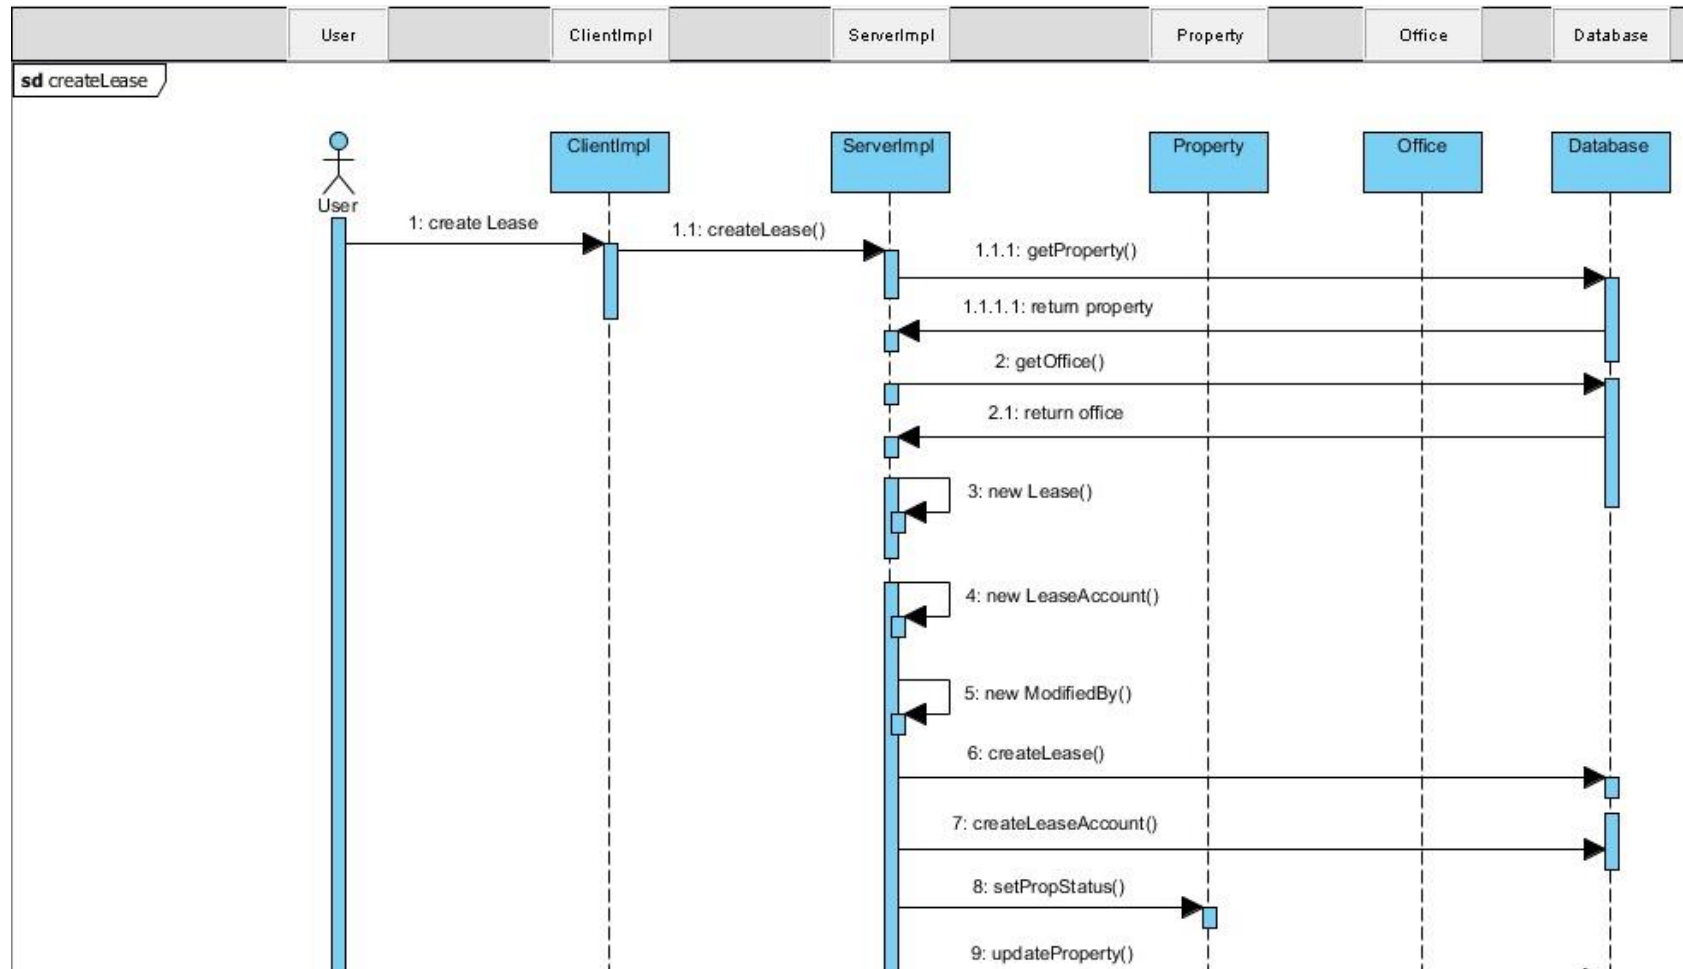 User ClientImpl ServerImpl Property Office Database
sd createLease
ClientImpl ServerImpl Property Office Database
User
1: create Lease
1.1: createLease()
1.1.1: getProperty()
1.1.1.1: return property
2: getOffice()
2.1: return office
3: new Lease()
4: new LeaseAccount()
5: new ModifiedBy()
6: createLease()
7: createLeaseAccount()
8: setPropStatus()
9: updateProperty()